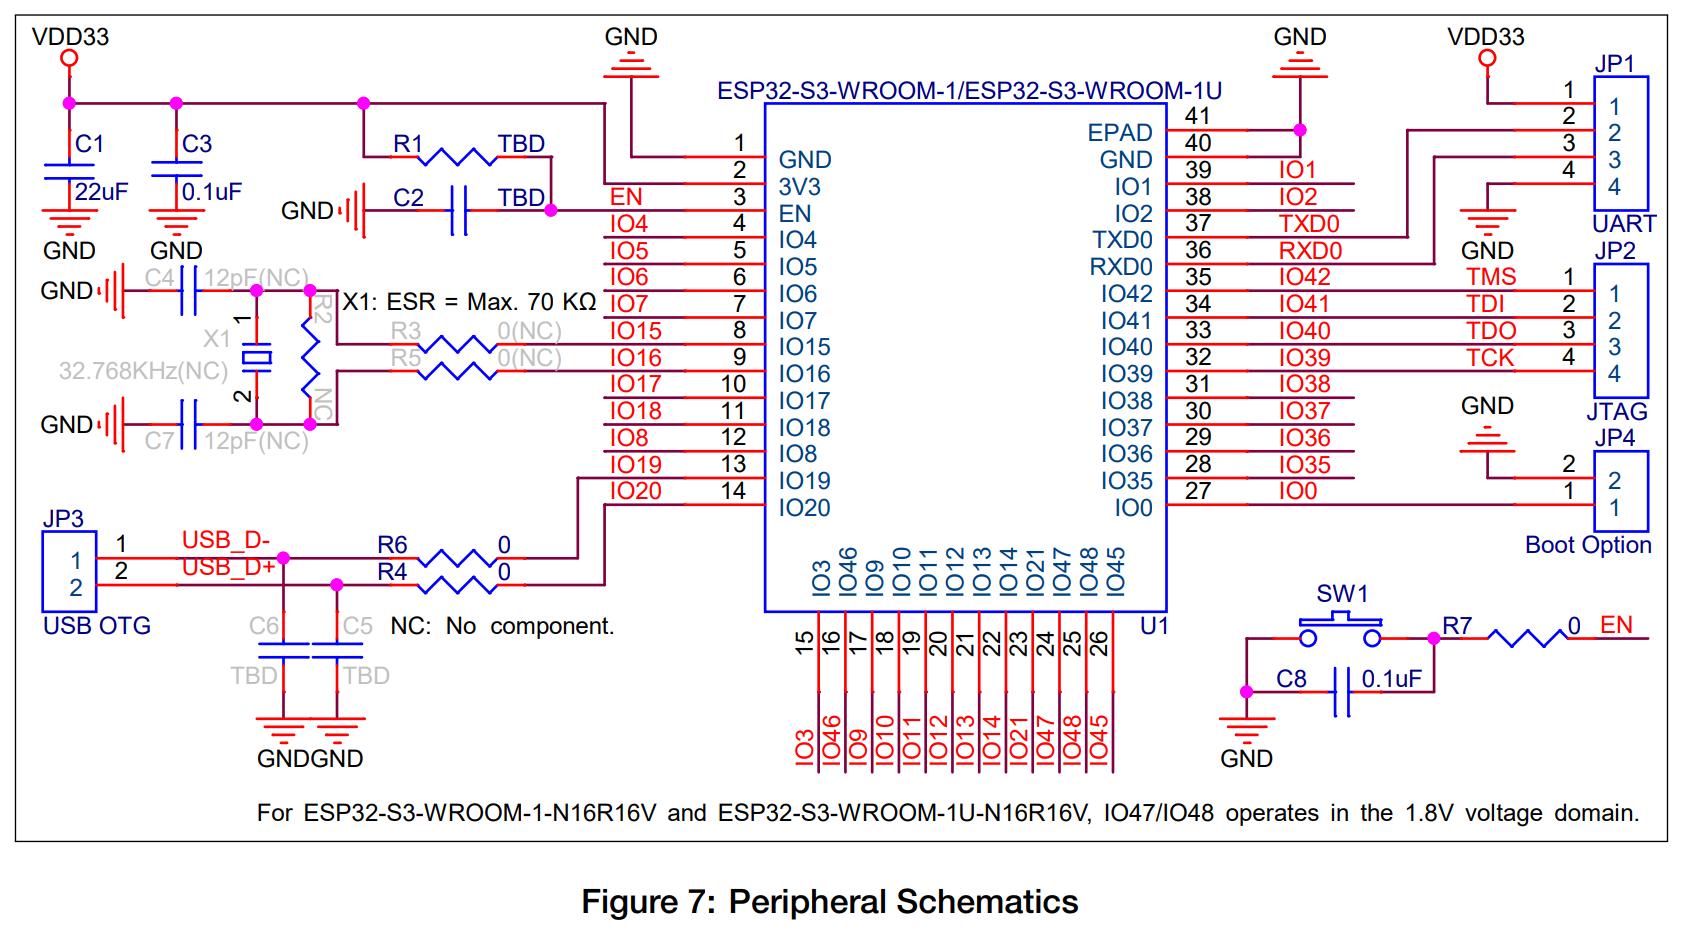 VDD33
GND
GND
VDD33
JP1
ESP32-S3-WROOM-1/ESP32-S3-WROOM-1U
1
1
2
2
3
3
4
4
UART
C1
22uF
GND
C3
0.1uF
GND
R1
TBD
GND
C2
TBD
1
GND
2
3V3
EN
3
EN
IO4
4
IO4
IO5
5
IO5
IO6
6
IO6
IO7
7
IO7
IO15
8
IO15
IO16
9
IO16
IO17
10
IO17
IO18
11
IO18
IO8
12
IO8
IO19
13
IO19
IO20
14
IO20
EPAD
41
GND
40
IO1
39
IO1
IO2
38
IO2
TXD0
37
TXD0
RXD0
36
RXD0
IO42
35
IO42
TMS
IO41
34
IO41
TDI
IO40
33
IO40
TDO
IO39
32
IO39
TCK
IO38
31
IO38
IO37
30
IO37
IO36
29
IO36
IO35
28
IO35
IO0
27
IO0
GND
JP2
1
1
2
2
3
3
4
4
JTAG
GND
JP4
2
2
1
1
Boot Option
GND
C4
12pF(NC)
X1: ESR = Max. 70 KΩ
R2
NC
1
X1
32.768KHz(NC)
2
R3
0(NC)
R5
0(NC)
GND
C7
12pF(NC)
JP3
1
1
USB_D-
R6
0
2
2
USB_D+
R4
0
USB OTG
C6
TBD
C5
TBD
NC: No component.
GND
GND
IO3
IO46
IO9
IO10
IO11
IO12
IO13
IO14
IO21
IO47
IO48
IO45
U1
15
16
17
18
19
20
21
22
23
24
25
26
IO3
IO46
IO9
IO10
IO11
IO12
IO13
IO14
IO21
IO47
IO48
IO45
SW1
R7
0
EN
C8
0.1uF
GND
For ESP32-S3-WROOM-1-N16R16V and ESP32-S3-WROOM-1U-N16R16V, IO47/IO48 operates in the 1.8V voltage domain.
Figure 7: Peripheral Schematics